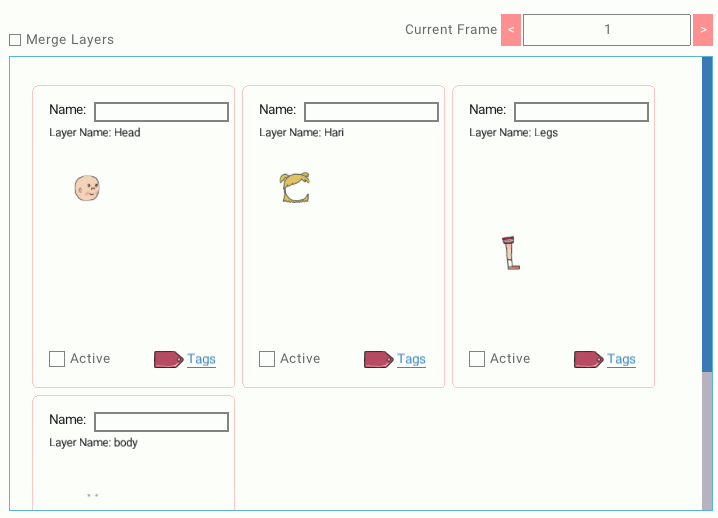 Merge Layers
Current Frame < 1 >
Name: Name: Name:
Layer Name: Head Layer Name: Hari Layer Name: Legs
Active Tags Active Tags Active Tags
Name:
Layer Name: body